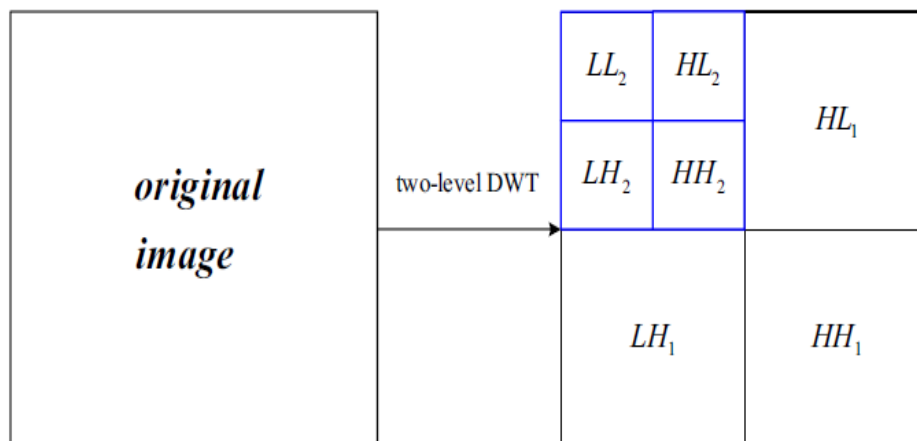 original
image
two-level DWT
LL₂ HL₂
LH₂ HH₂
HL₁
LH₁
HH₁